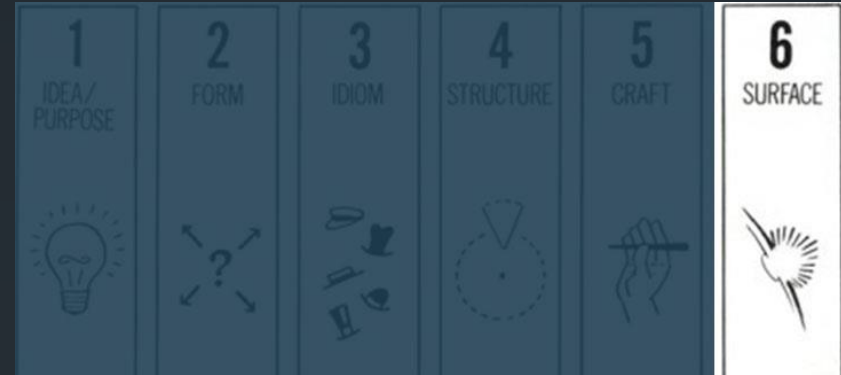 1
IDEA/
PURPOSE
2
FORM
3
IDIOM
4
STRUCTURE
5
CRAFT
6
SURFACE
?